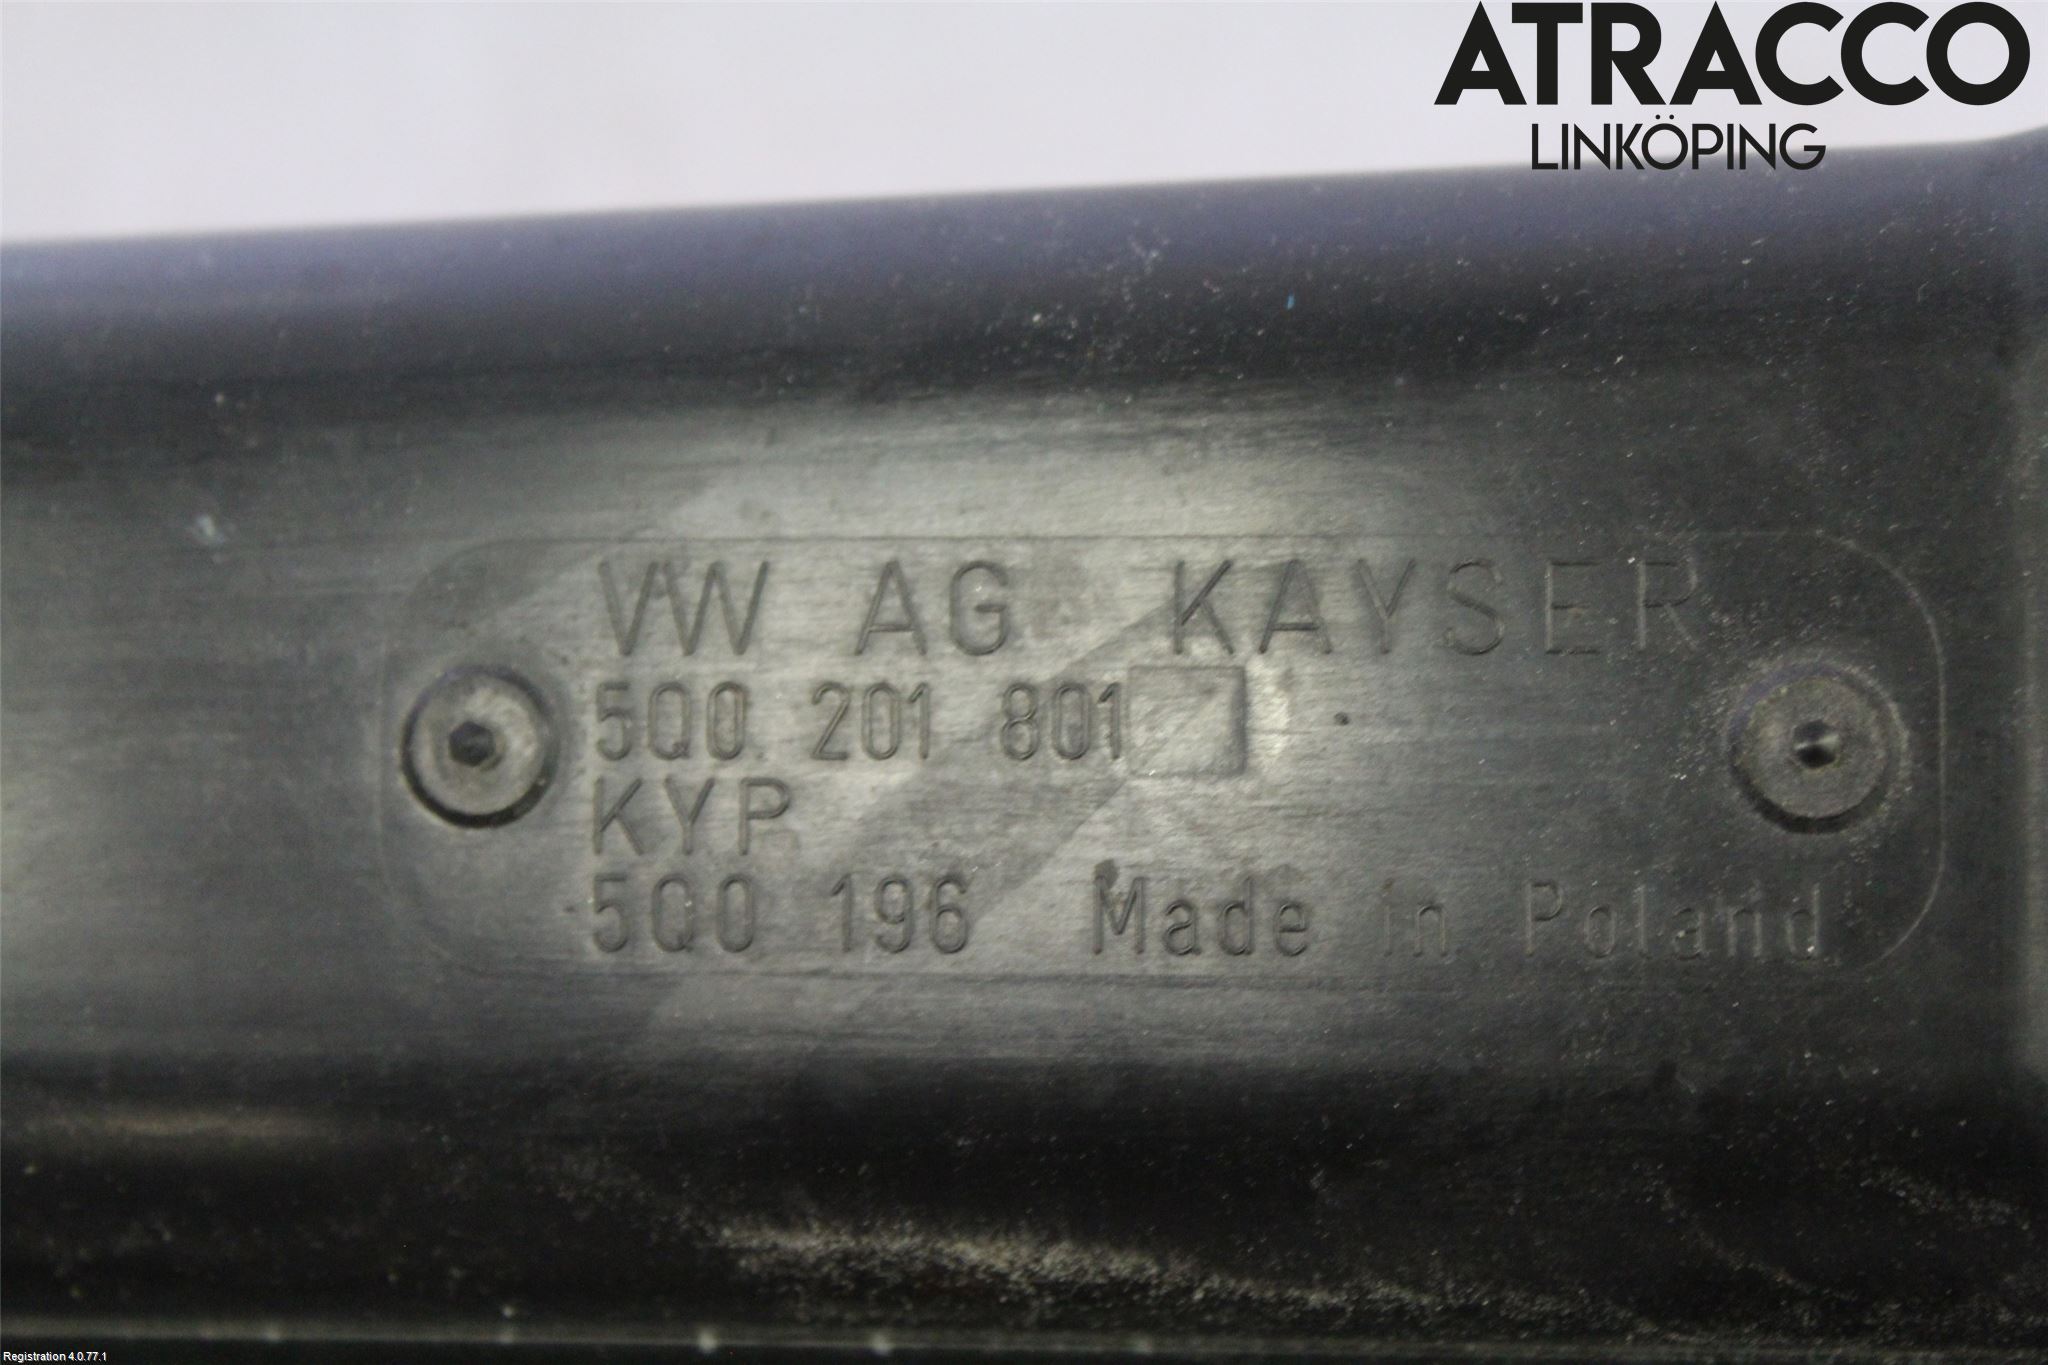 ATRACCO
LINKÖPING
VW AG KAYSER
5Q0 201 801
KYP
5Q0 196 Made in Poland
Registration 4.0.77.1